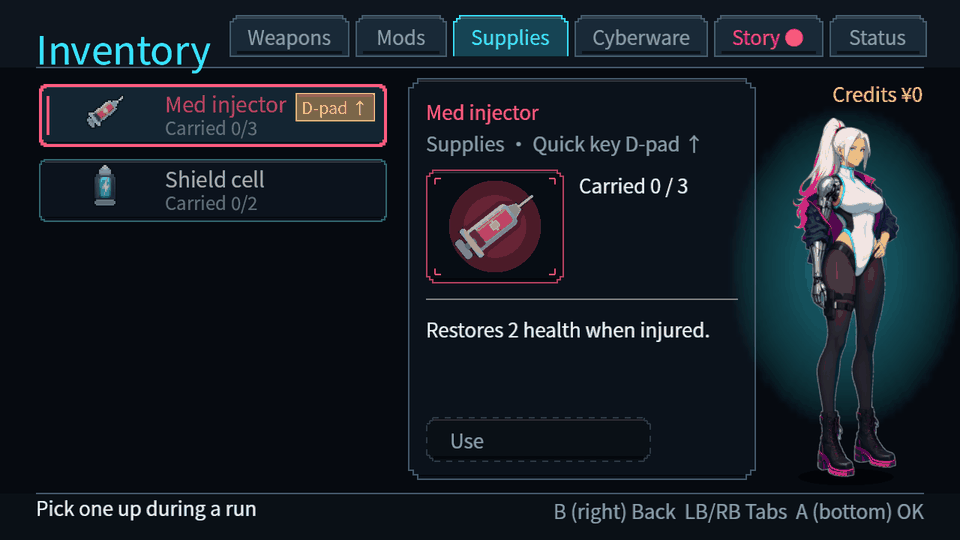 Inventory
Weapons
Mods
Supplies
Cyberware
Story
Status
Credits ¥0
Med injector
D-pad ↑
Carried 0/3
Shield cell
Carried 0/2
Med injector
Supplies • Quick key D-pad ↑
Carried 0 / 3
Restores 2 health when injured.
Use
Pick one up during a run
B (right) Back LB/RB Tabs A (bottom) OK